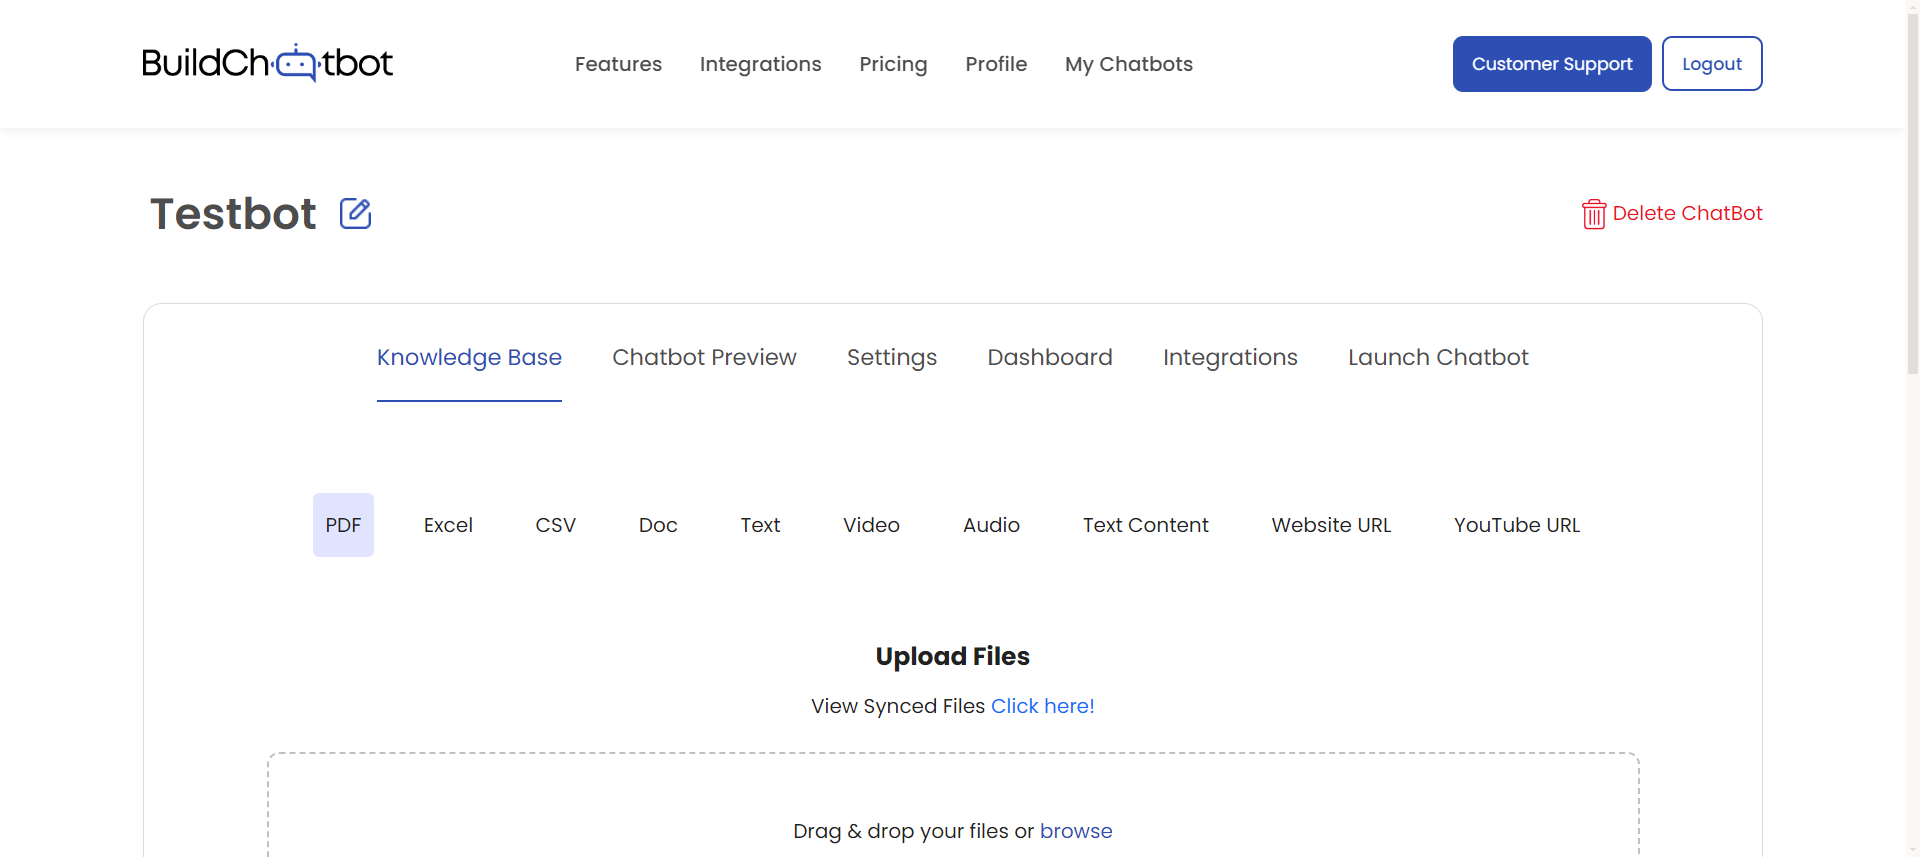 BuildChatbot
Features Integrations Pricing Profile My Chatbots
Customer Support Logout
Testbot
Delete ChatBot
Knowledge Base Chatbot Preview Settings Dashboard Integrations Launch Chatbot
PDF Excel CSV Doc Text Video Audio Text Content Website URL YouTube URL
Upload Files
View Synced Files Click here!
Drag & drop your files or browse